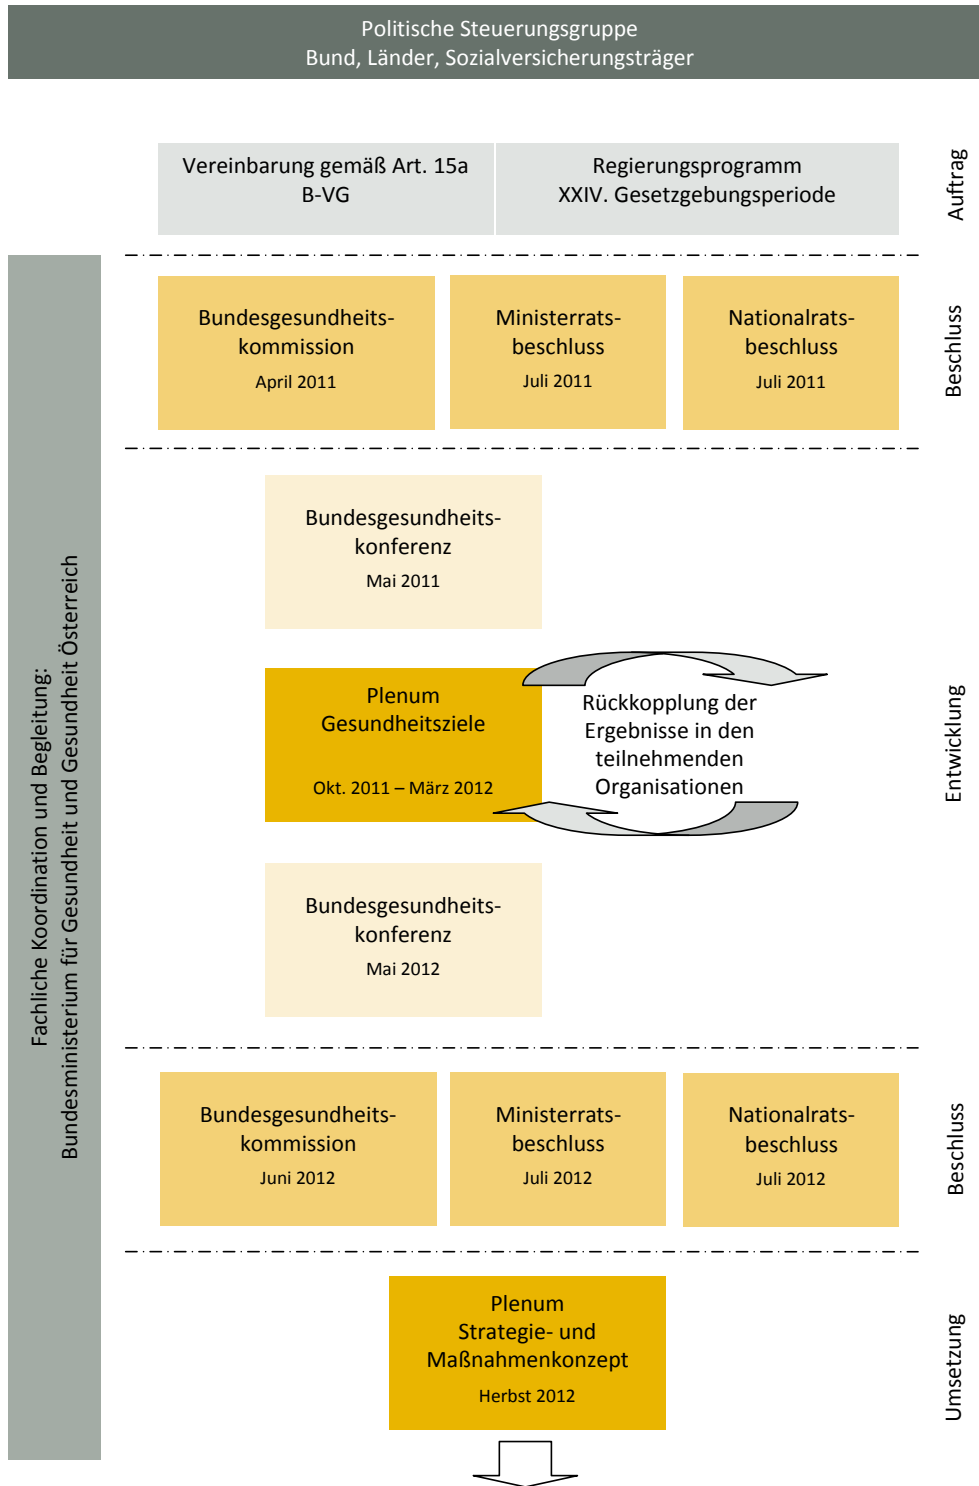 Politische Steuerungsgruppe
Bund, Länder, Sozialversicherungsträger
Vereinbarung gemäß Art. 15a
B-VG
Regierungsprogramm
XXIV. Gesetzgebungsperiode
Auftrag
Fachliche Koordination und Begleitung:
Bundesministerium für Gesundheit und Gesundheit Österreich
Bundesgesundheits-
kommission
April 2011
Ministerrats-
beschluss
Juli 2011
Nationalrats-
beschluss
Juli 2011
Beschluss
Bundesgesundheits-
konferenz
Mai 2011
Plenum
Gesundheitsziele
Okt. 2011 – März 2012
Rückkopplung der
Ergebnisse in den
teilnehmenden
Organisationen
Bundesgesundheits-
konferenz
Mai 2012
Entwicklung
Bundesgesundheits-
kommission
Juni 2012
Ministerrats-
beschluss
Juli 2012
Nationalrats-
beschluss
Juli 2012
Beschluss
Plenum
Strategie- und
Maßnahmenkonzept
Herbst 2012
Umsetzung